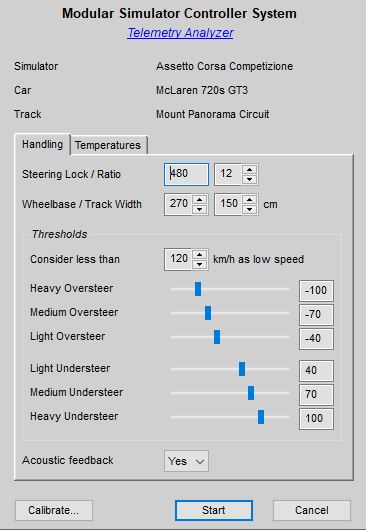 Modular Simulator Controller System
Telemetry Analyzer
Simulator Assetto Corsa Competizione
Car McLaren 720s GT3
Track Mount Panorama Circuit
Handling Temperatures
Steering Lock / Ratio 480 12
Wheelbase / Track Width 270 150 cm
Thresholds
Consider less than 120 km/h as low speed
Heavy Oversteer -100
Medium Oversteer -70
Light Oversteer -40
Light Understeer 40
Medium Understeer 70
Heavy Understeer 100
Acoustic feedback Yes
Calibrate... Start Cancel